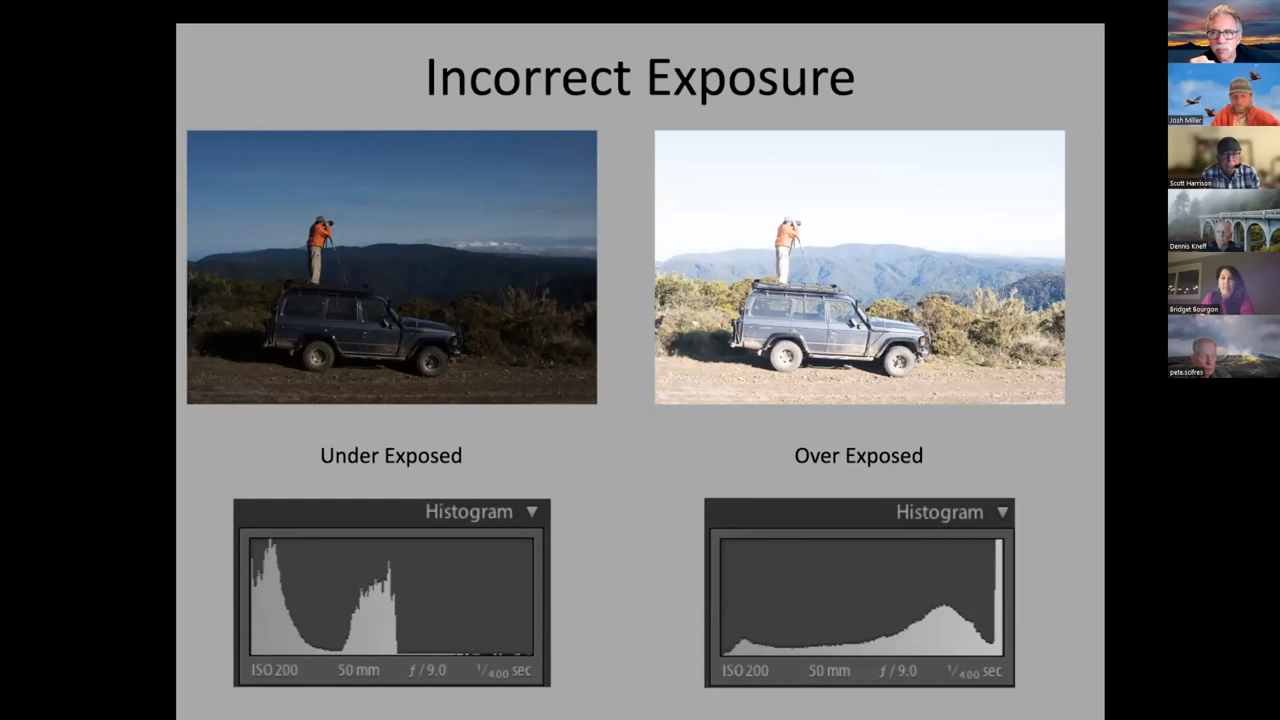 Incorrect Exposure
Under Exposed
Over Exposed
Histogram ▼
ISO 200 50 mm ƒ / 9.0 1/400 sec
Histogram ▼
ISO 200 50 mm ƒ / 9.0 1/400 sec
Josh Miller
Scott Harrison
Dennis Kneff
Bridget Bourgon
pete.scifres